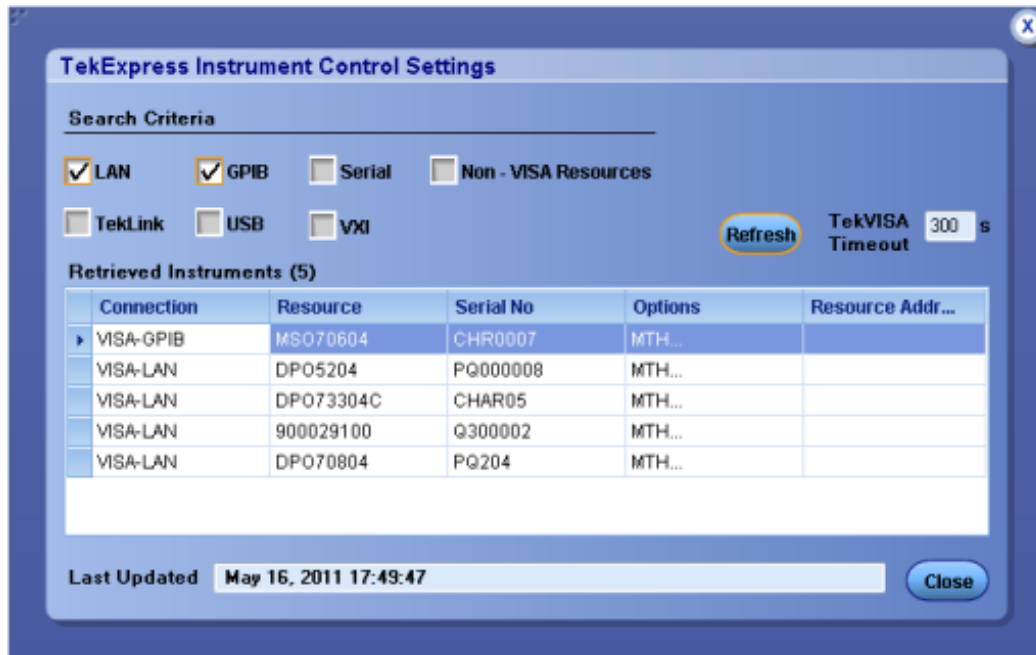 X
TekExpress Instrument Control Settings
Search Criteria
LAN GPIB Serial Non - VISA Resources
TekLink USB VXI
Refresh TekVISA Timeout 300 s
Retrieved Instruments (5)
Connection Resource Serial No Options Resource Addr...
VISA-GPIB MSO70604 CHR0007 MTH...
VISA-LAN DPO5204 PQ000008 MTH...
VISA-LAN DPO73304C CHAR05 MTH...
VISA-LAN 900029100 Q300002 MTH...
VISA-LAN DPO70804 PQ204 MTH...
Last Updated May 16, 2011 17:49:47
Close